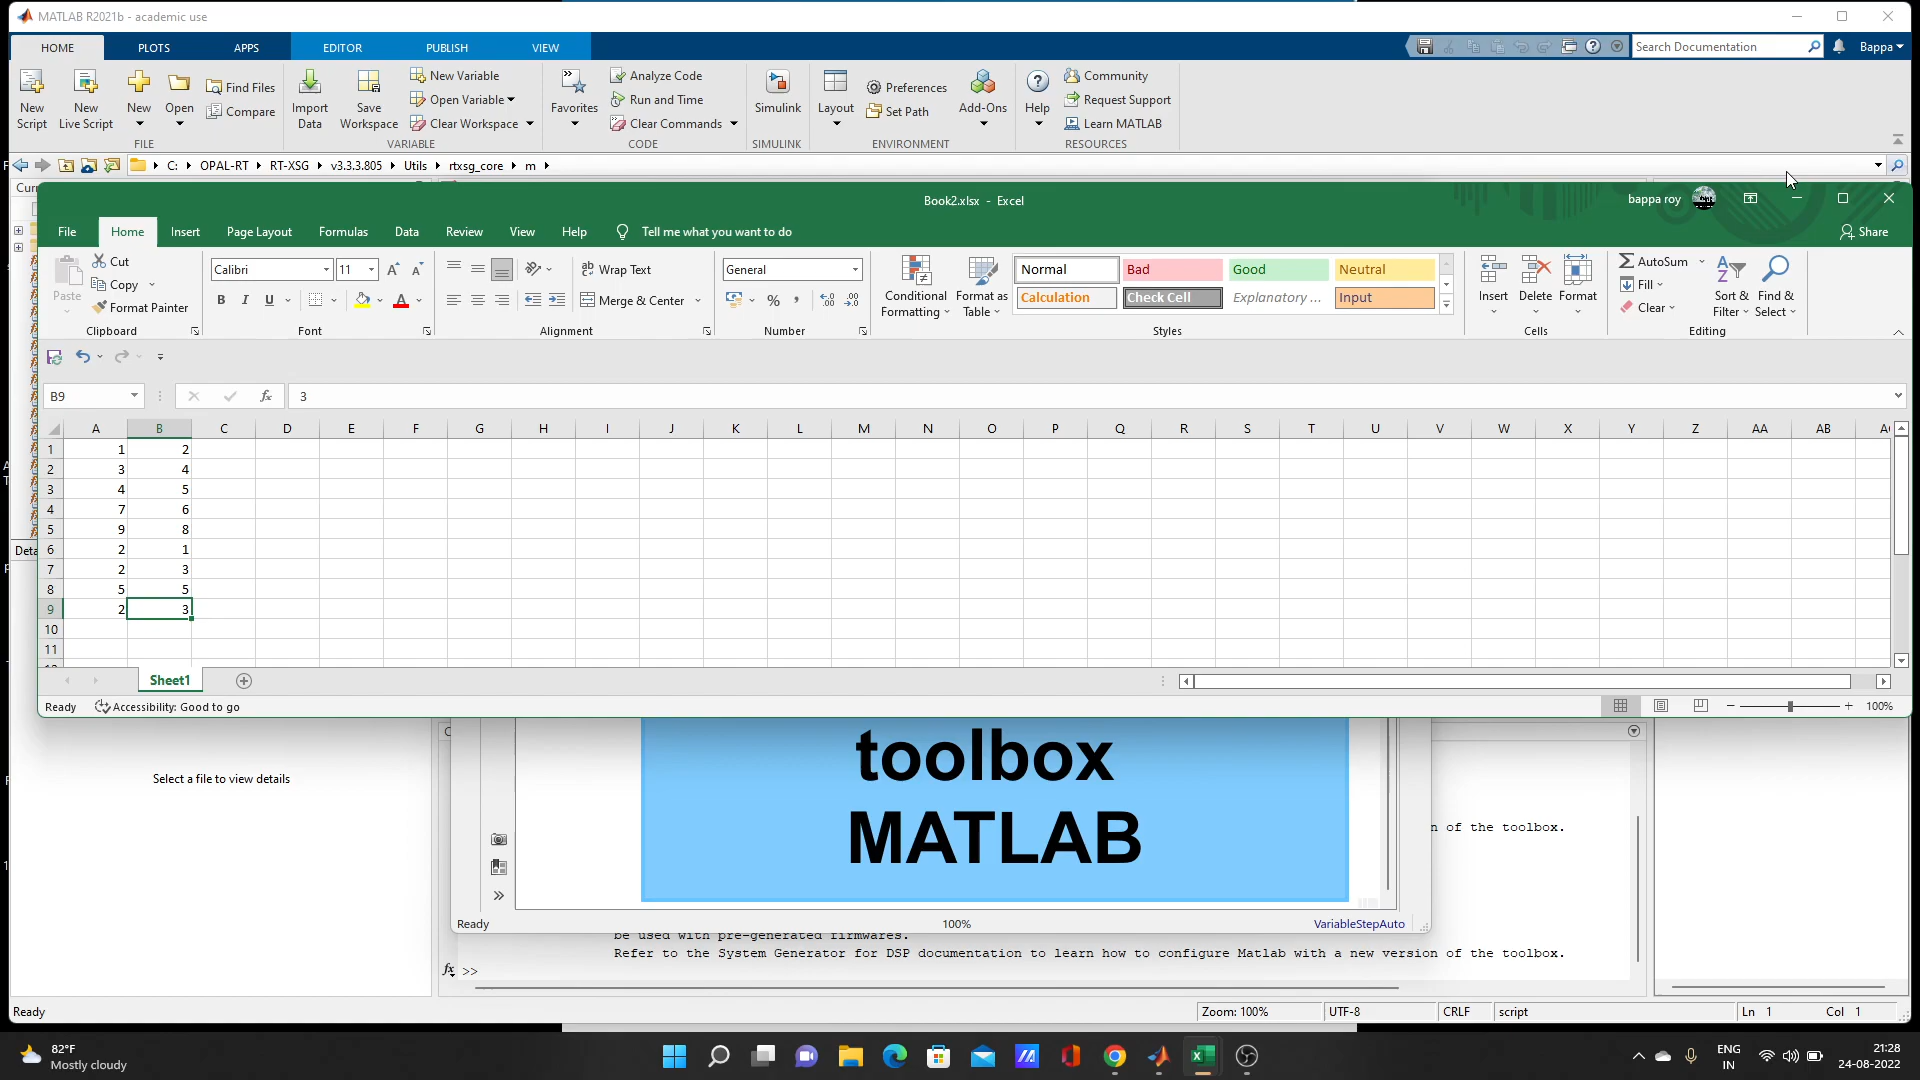 MATLAB R2021b - academic use
HOME PLOTS APPS EDITOR PUBLISH VIEW Search Documentation Bappa
New Script New Live Script New Open Find Files Compare FILE
Import Data Save Workspace New Variable Open Variable Clear Workspace VARIABLE
Favorites Analyze Code Run and Time Clear Commands CODE
Simulink SIMULINK
Layout Preferences Set Path Add-Ons ENVIRONMENT
Help Community Request Support Learn MATLAB RESOURCES
C: OPAL-RT RT-XSG v3.3.3.805 Utils rtxsg_core m
Curr
Book2.xlsx - Excel bappa roy
File Home Insert Page Layout Formulas Data Review View Help Tell me what you want to do Share
Paste Cut Copy Format Painter Clipboard
Calibri 11 B I U Font
Wrap Text Merge & Center Alignment
General % Number
Conditional Formatting Format as Table Normal Bad Good Neutral Calculation Check Cell Explanatory ... Input Styles
Insert Delete Format Cells
AutoSum Fill Clear Sort & Filter Find & Select Editing
B9 fx 3
A B C D E F G H I J K L M N O P Q R S T U V W X Y Z AA AB
1 1 2
2 3 4
3 4 5
4 7 6
5 9 8
6 2 1
7 2 3
8 5 5
9 2 3
10
11
Deta
Sheet1
Ready Accessibility: Good to go 100%
toolbox
MATLAB
Select a file to view details
n of the toolbox.
Ready 100% VariableStepAuto
be used with pre-generated firmwares.
Refer to the System Generator for DSP documentation to learn how to configure Matlab with a new version of the toolbox.
fx >>
Ready Zoom: 100% UTF-8 CRLF script Ln 1 Col 1
82°F
Mostly cloudy
ENG
IN
21:28
24-08-2022